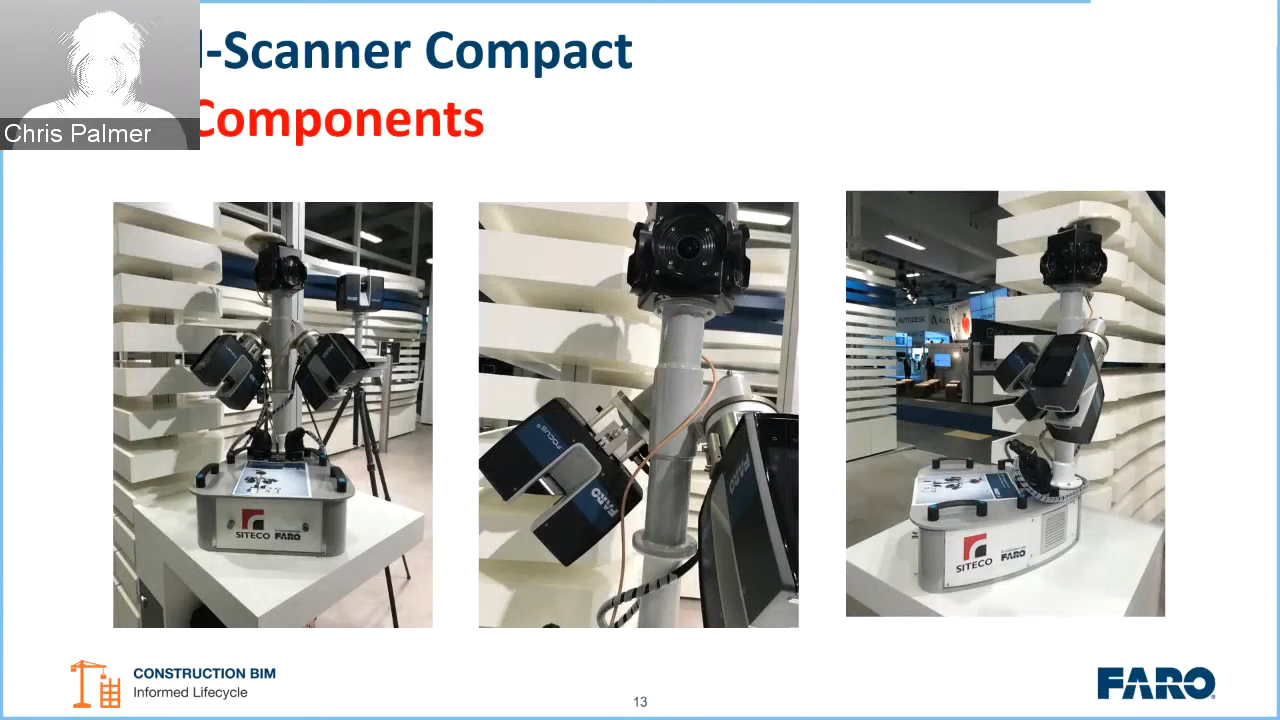 l-Scanner Compact
Components
Chris Palmer
AUTODESK
SITECO
FARO
FOCUS
FARO
FARO
SITECO
FARO
CONSTRUCTION BIM
Informed Lifecycle
13
FARO